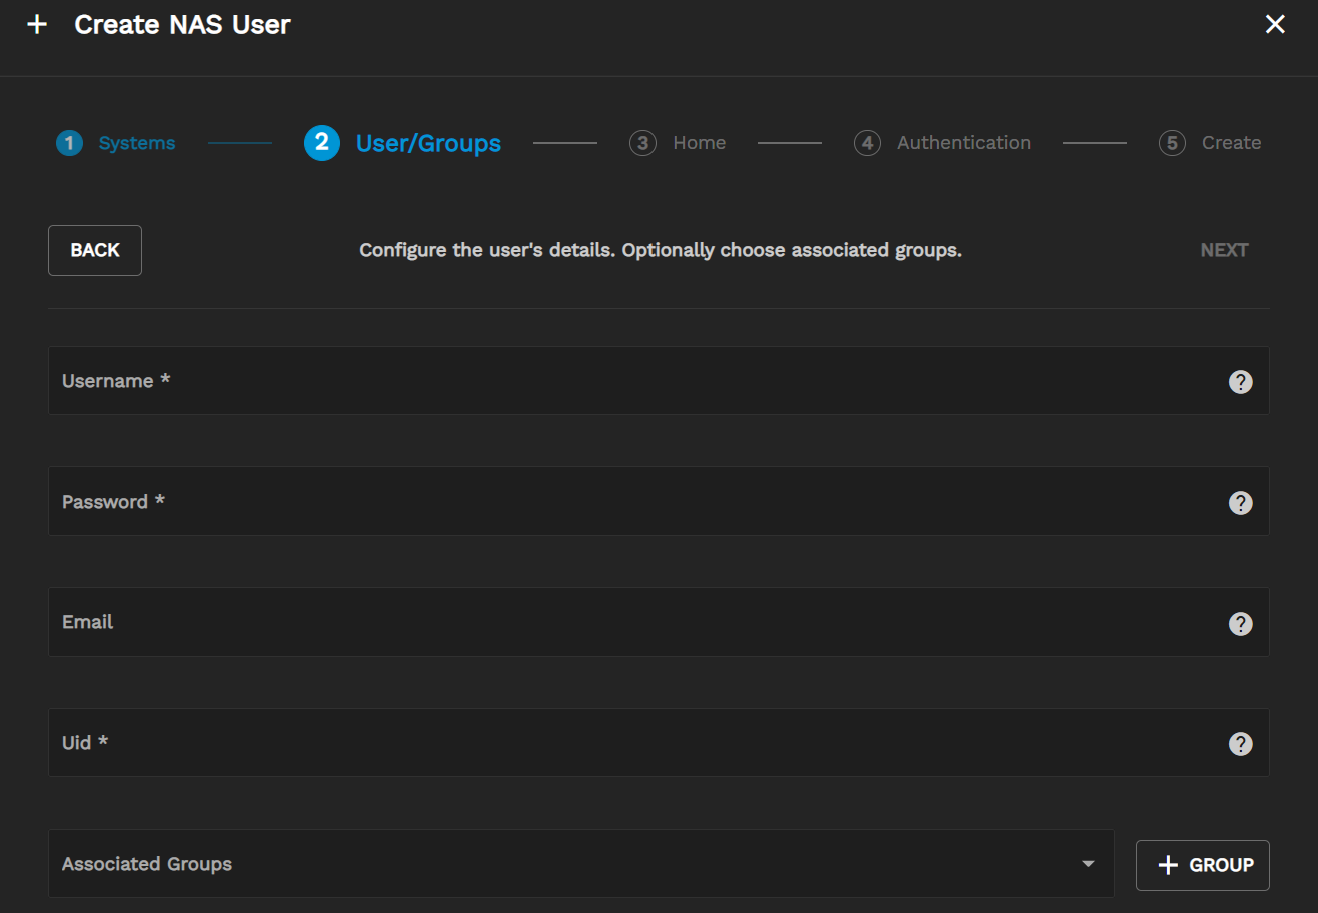 + Create NAS User
1 Systems 2 User/Groups 3 Home 4 Authentication 5 Create
BACK Configure the user's details. Optionally choose associated groups. NEXT
Username * ?
Password * ?
Email ?
Uid * ?
Associated Groups + GROUP